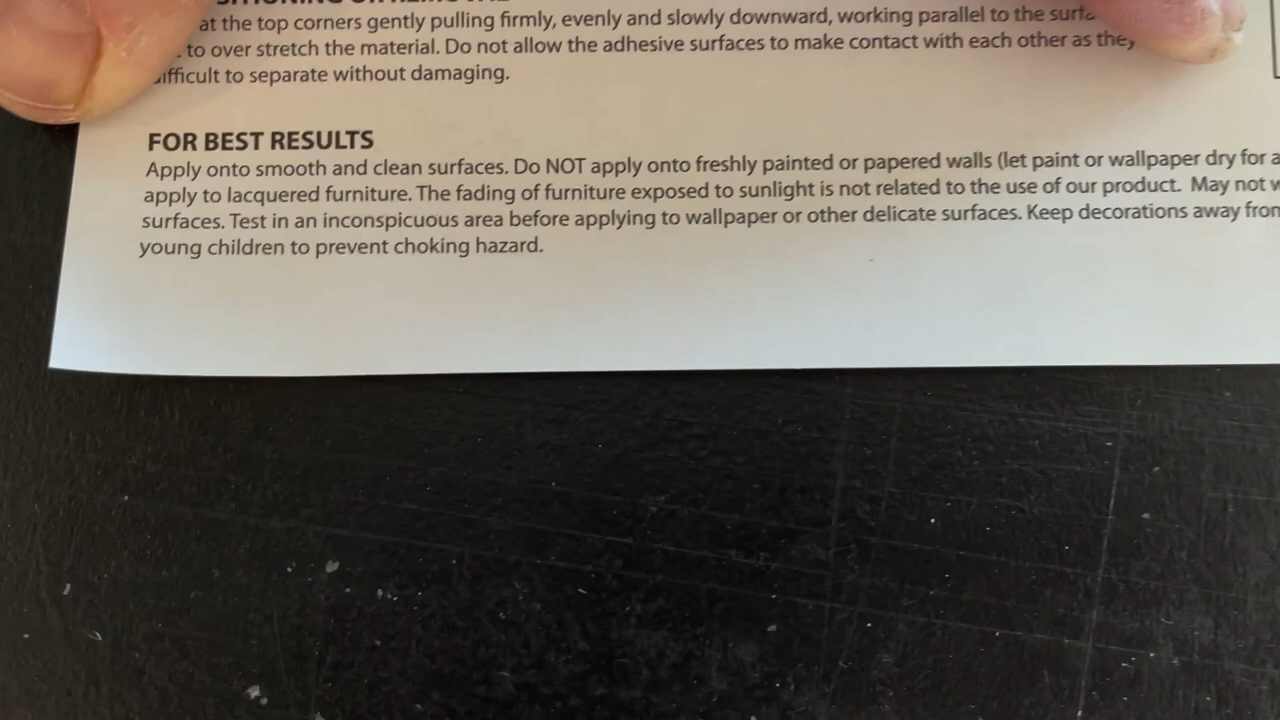 at the top corners gently pulling firmly, evenly and slowly downward, working parallel to the
to over stretch the material. Do not allow the adhesive surfaces to make contact with each other as they
difficult to separate without damaging.
FOR BEST RESULTS
Apply onto smooth and clean surfaces. Do NOT apply onto freshly painted or papered walls (let paint or wallpaper dry for
apply to lacquered furniture. The fading of furniture exposed to sunlight is not related to the use of our product. May not
surfaces. Test in an inconspicuous area before applying to wallpaper or other delicate surfaces. Keep decorations away from
young children to prevent choking hazard.